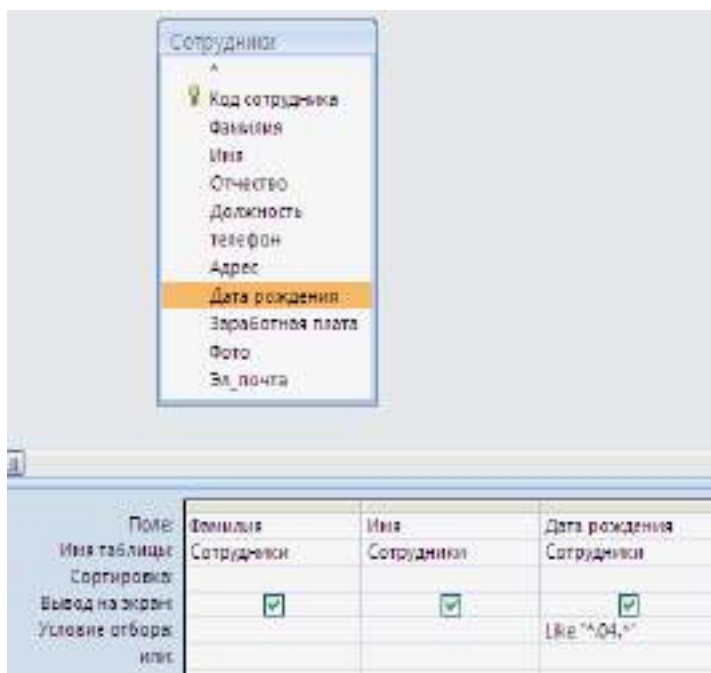 Сотрудники
*
Код сотрудника
Фамилия
Имя
Отчество
Должность
телефон
Адрес
Дата рождения
Заработная плата
Фото
Эл_почта
Поле: Фамилия Имя Дата рождения
Имя таблицы: Сотрудники Сотрудники Сотрудники
Сортировка:
Вывод на экран:
Условие отбора: Like "*.04.*"
или: